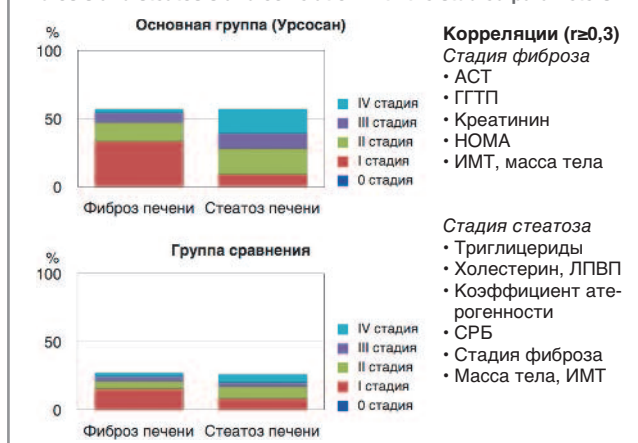 Основная группа (Урсосан)
%
100
50
0
IV стадия
III стадия
II стадия
I стадия
0 стадия
Фиброз печени Стеатоз печени
Группа сравнения
%
100
50
0
IV стадия
III стадия
II стадия
I стадия
0 стадия
Фиброз печени Стеатоз печени
Корреляции (r≥0,3)
Стадия фиброза
• АСТ
• ГГТП
• Креатинин
• НОМА
• ИМТ, масса тела
Стадия стеатоза
• Триглицериды
• Холестерин, ЛПВП
• Коэффициент ате-
рогенности
• СРБ
• Стадия фиброза
• Масса тела, ИМТ